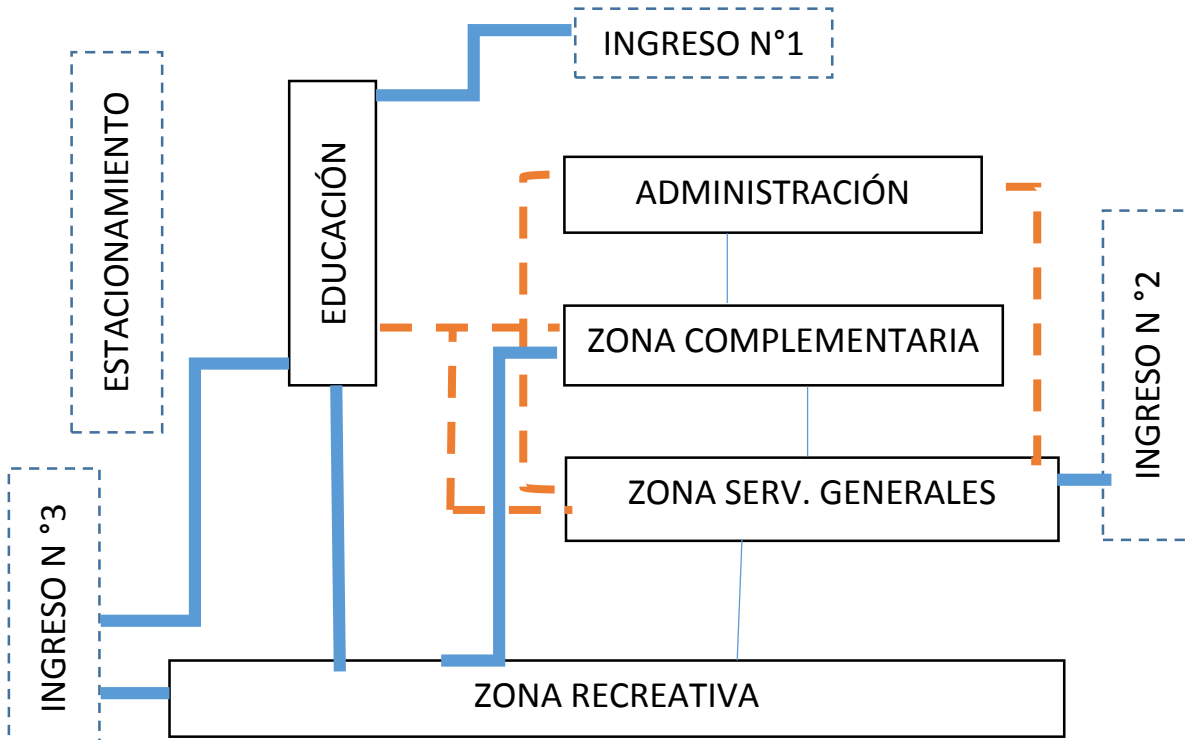 INGRESO N°1
ESTACIONAMIENTO
EDUCACIÓN
ADMINISTRACIÓN
ZONA COMPLEMENTARIA
INGRESO N °2
ZONA SERV. GENERALES
INGRESO N °3
ZONA RECREATIVA